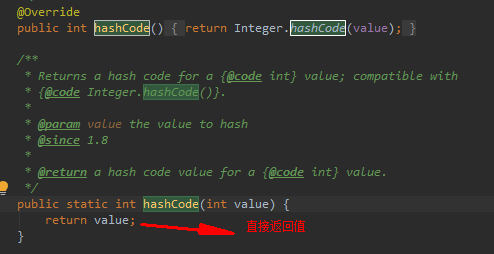 @Override
public int hashCode() { return Integer.hashCode(value); }
/**
* Returns a hash code for a {@code int} value; compatible with
* {@code Integer.hashCode()}.
*
* @param value the value to hash
* @since 1.8
*
* @return a hash code value for a {@code int} value.
*/
public static int hashCode(int value) {
return value; 直接返回值
}